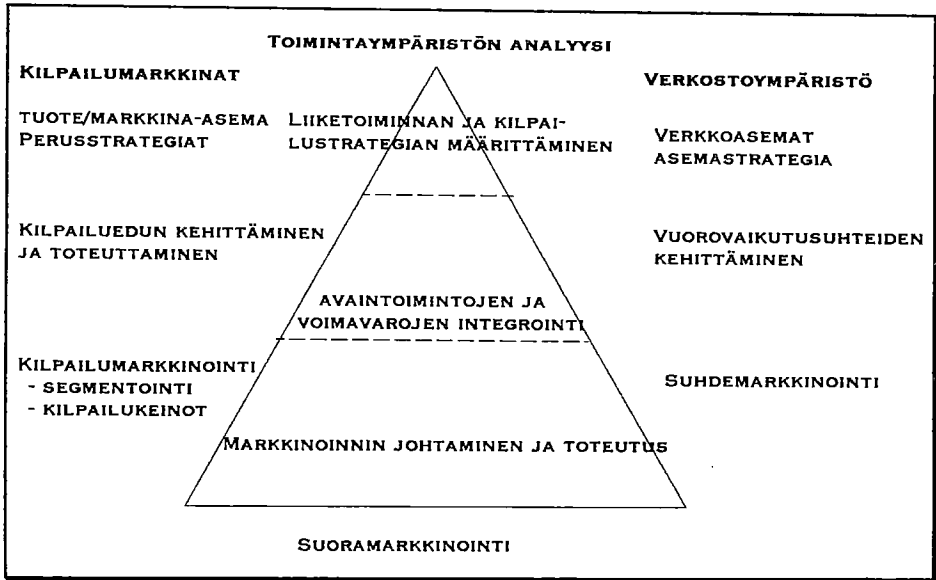 TOIMINTAYMPÄRISTÖN ANALYYSI
KILPAILUMARKKINAT
VERKOSTOYMPÄRISTÖ
TUOTE/MARKKINA-ASEMA
PERUSSTRATEGIAT
LIIKETOIMINNAN JA KILPAI-
LUSTRATEGIAN MÄÄRITTÄMINEN
VERKKOASEMAT
ASEMASTRATEGIA
KILPAILUEDUN KEHITTÄMINEN
JA TOTEUTTAMINEN
VUOROVAIKUTUSUHTEIDEN
KEHITTÄMINEN
AVAINTOIMINTOJEN JA
VOIMAVAROJEN INTEGROINTI
KILPAILUMARKKINOINTI
- SEGMENTOINTI
- KILPAILUKEINOT
SUHDEMARKKINOINTI
MARKKINOINNIN JOHTAMINEN JA TOTEUTUS
SUORAMARKKINOINTI